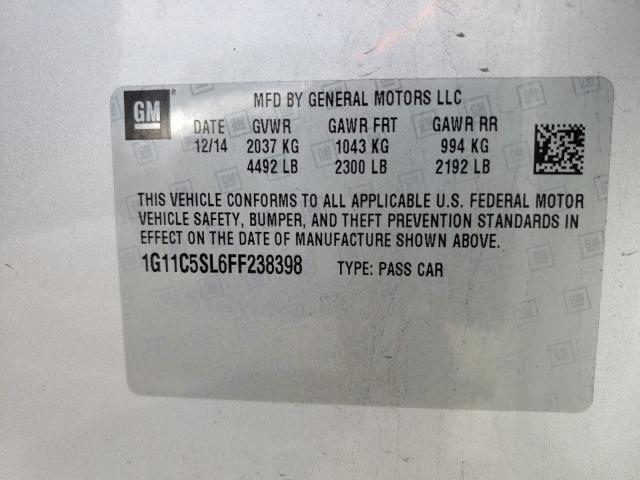 GM
MFD BY GENERAL MOTORS LLC
DATE GVWR GAWR FRT GAWR RR
12/14 2037 KG 1043 KG 994 KG
4492 LB 2300 LB 2192 LB
THIS VEHICLE CONFORMS TO ALL APPLICABLE U.S. FEDERAL MOTOR
VEHICLE SAFETY, BUMPER, AND THEFT PREVENTION STANDARDS IN
EFFECT ON THE DATE OF MANUFACTURE SHOWN ABOVE.
1G11C5SL6FF238398 TYPE: PASS CAR